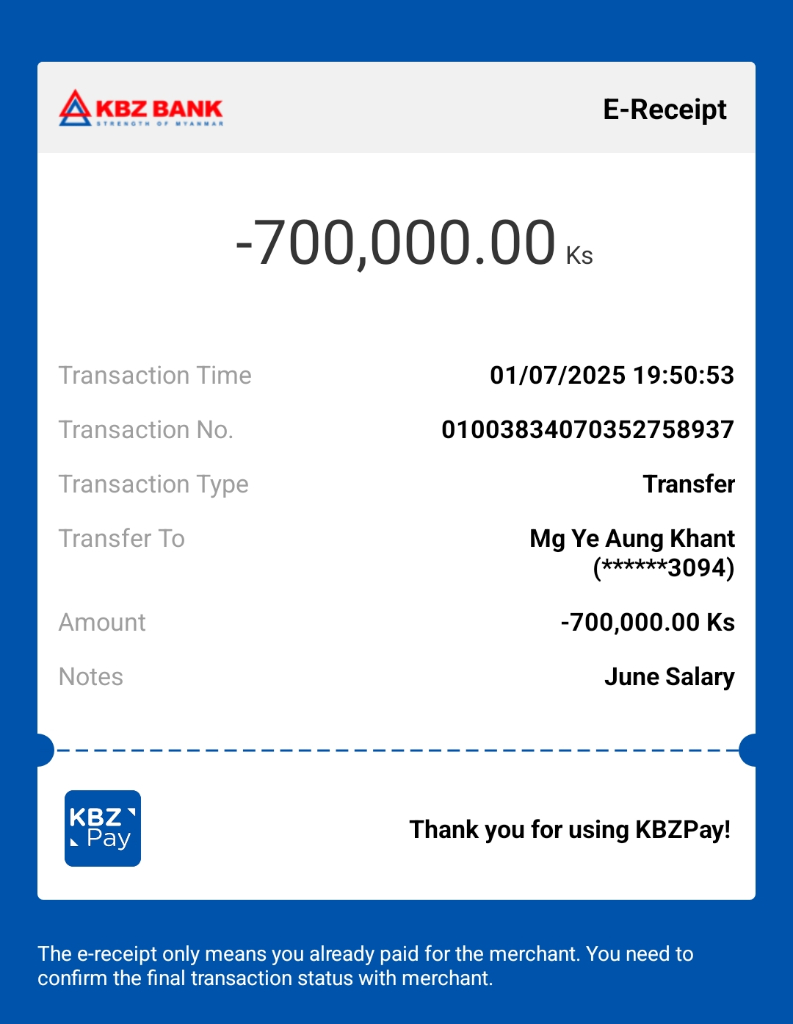 KBZ BANK
STRENGTH OF MYANMAR
E-Receipt
-700,000.00 Ks
Transaction Time 01/07/2025 19:50:53
Transaction No. 01003834070352758937
Transaction Type Transfer
Transfer To Mg Ye Aung Khant
(******3094)
Amount -700,000.00 Ks
Notes June Salary
KBZ
Pay
Thank you for using KBZPay!
The e-receipt only means you already paid for the merchant. You need to
confirm the final transaction status with merchant.